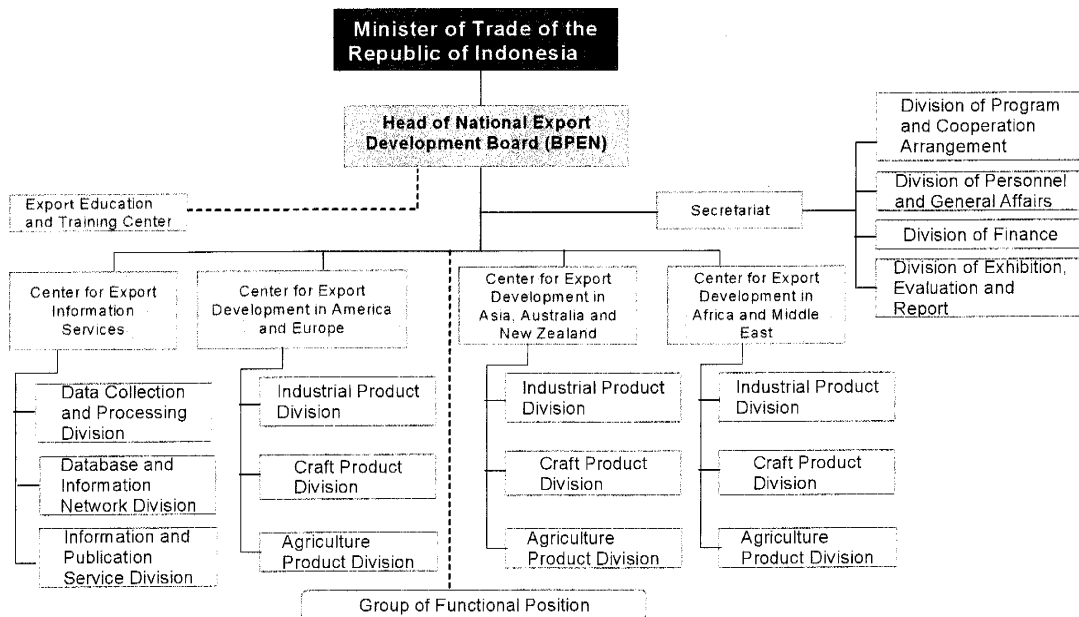 Minister of Trade of the
Republic of Indonesia
Head of National Export
Development Board (BPEN)
Export Education
and Training Center
Secretariat
Division of Program
and Cooperation
Arrangement
Division of Personnel
and General Affairs
Division of Finance
Division of Exhibition,
Evaluation and
Report
Center for Export
Information
Services
Center for Export
Development in America
and Europe
Center for Export
Development in
Asia, Australia and
New Zealand
Center for Export
Development in
Africa and Middle
East
Data Collection
and Processing
Division
Database and
Information
Network Division
Information and
Publication
Service Division
Industrial Product
Division
Craft Product
Division
Agriculture
Product Division
Industrial Product
Division
Craft Product
Division
Agriculture
Product Division
Industrial Product
Division
Craft Product
Division
Agriculture
Product Division
Group of Functional Position